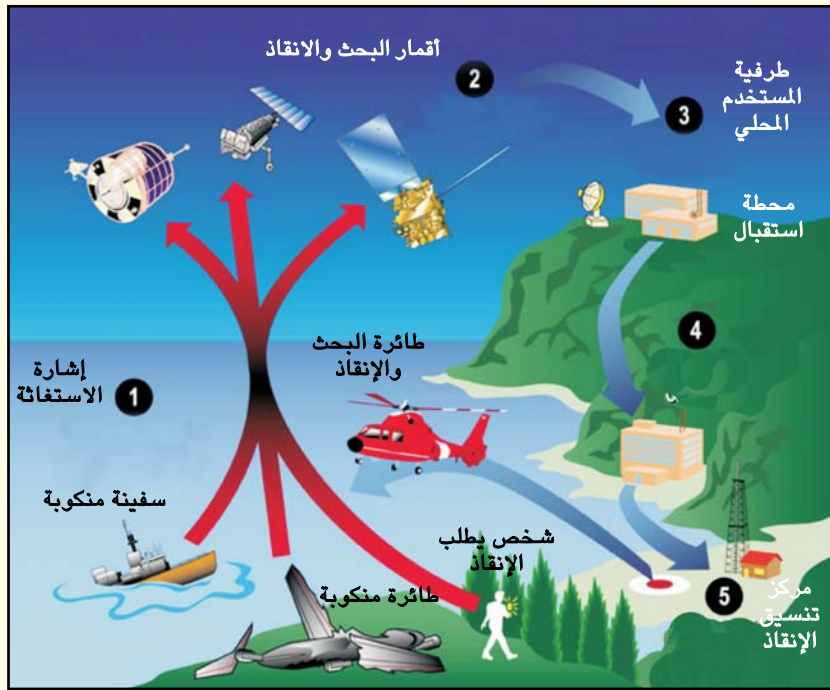 أقمار البحث والانقاذ
2
3
طرفية
المستخدم
المحلي
محطة
استقبال
4
طائرة البحث
والإنقاذ
إشارة
الاستغاثة
1
سفينة منكوبة
شخص يطلب
الإنقاذ
طائرة منكوبة
5
مركز
تنسيق
الإنقاذ